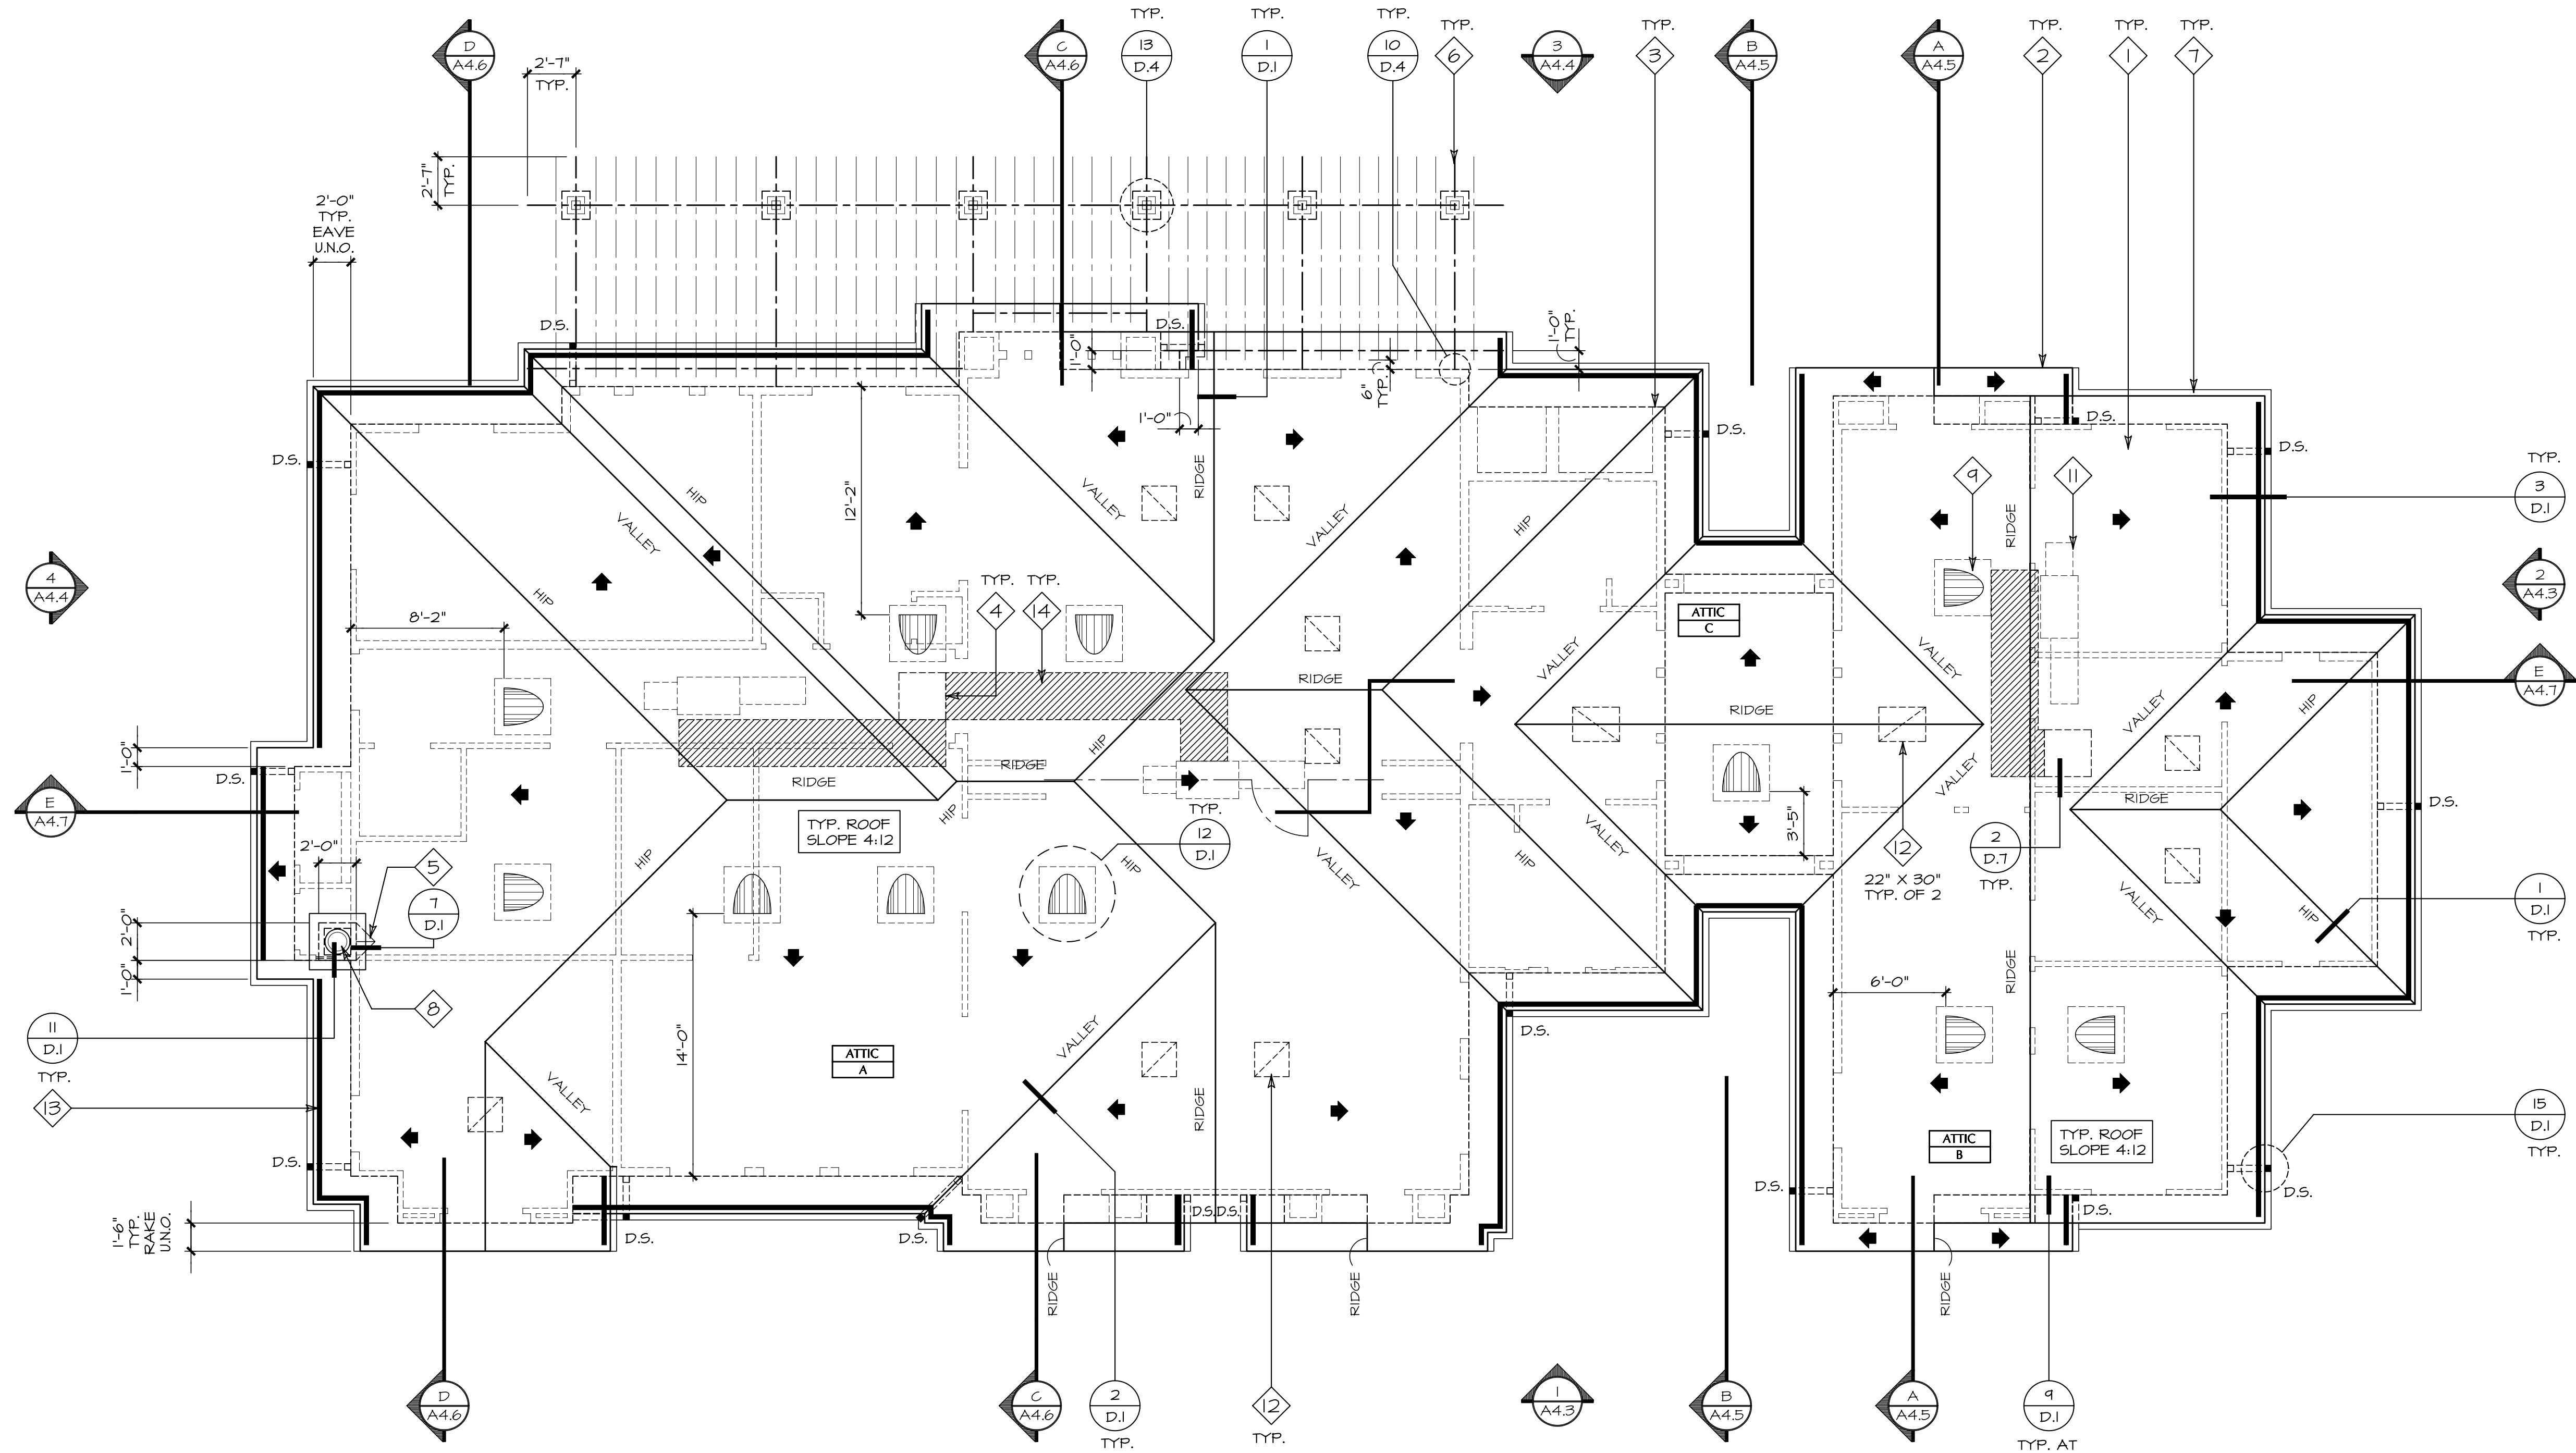 TYP.
TYP.
TYP.
D
A4.6
2'-7"
TYP.
C
A4.6
13
D.4
1
D.1
10
D.4
TYP.
6
3
A4.4
TYP.
3
B
A4.5
A
A4.5
TYP.
2
TYP.
1
TYP.
7
2'-7"
TYP.
2'-0"
TYP.
EAVE
U.N.O.
D.S.
D.S.
1'-0"
6"
TYP.
1'-0"
TYP.
1'-0"
D.S.
D.S.
D.S.
D.S.
TYP.
3
D.1
HIP
VALLEY
12'-2"
VALLEY
RIDGE
VALLEY
HIP
9
11
RIDGE
4
A4.4
2
A4.3
HIP
8'-2"
TYP.
4
TYP.
14
ATTIC
C
VALLEY
VALLEY
VALLEY
HIP
E
A4.7
RIDGE
RIDGE
1'-0"
D.S.
E
A4.7
HIP
RIDGE
RIDGE
VALLEY
RIDGE
D.S.
TYP. ROOF
SLOPE 4:12
HIP
TYP.
12
D.1
3'-5"
VALLEY
12
22" X 30"
TYP. OF 2
2
D.7
TYP.
2'-0"
5
7
D.1
HIP
HIP
VALLEY
HIP
VALLEY
HIP
1
D.1
TYP.
2'-0"
1'-0"
8
6'-0"
RIDGE
11
D.1
TYP.
13
14'-0"
ATTIC
A
VALLEY
D.S.
VALLEY
RIDGE
15
D.1
TYP.
ATTIC
B
TYP. ROOF
SLOPE 4:12
D.S.
D.S.
D.S.
1'-6"
TYP.
RAKE
U.N.O.
D.S.
D.S.
D.S.
D.S.
D.S.
RIDGE
RIDGE
RIDGE
D
A4.6
C
A4.6
2
D.1
TYP.
12
TYP.
1
A4.3
B
A4.5
A
A4.5
9
D.1
TYP. AT